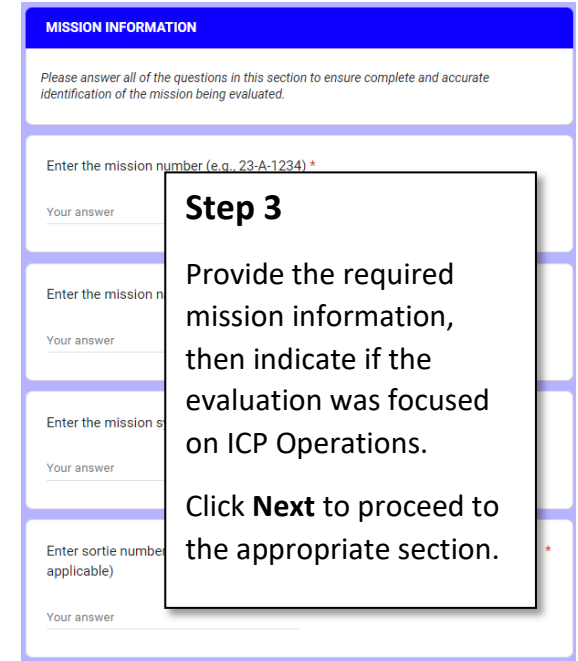 MISSION INFORMATION
Please answer all of the questions in this section to ensure complete and accurate
identification of the mission being evaluated.
Enter the mission number (e.g., 23-A-1234) *
Your answer
Step 3
Provide the required
mission information,
then indicate if the
evaluation was focused
on ICP Operations.
Click Next to proceed to
the appropriate section.
Enter the mission n
Your answer
Enter the mission s
Your answer
Enter sortie number *
applicable)
Your answer